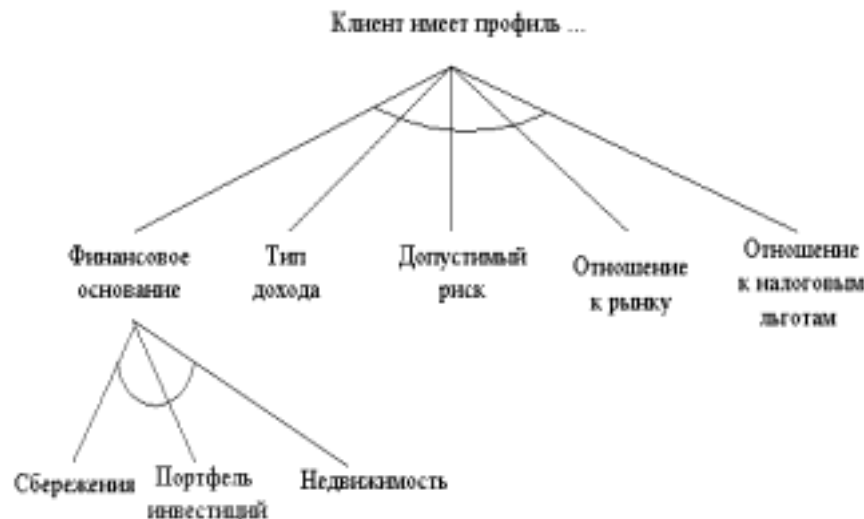 Клиент имеет профиль ...
Финансовое
основание
Тип
дохода
Допустимый
риск
Отношение
к рынку
Отношение
к налоговым
льготам
Сбережения
Портфель
инвестиций
Недвижимость